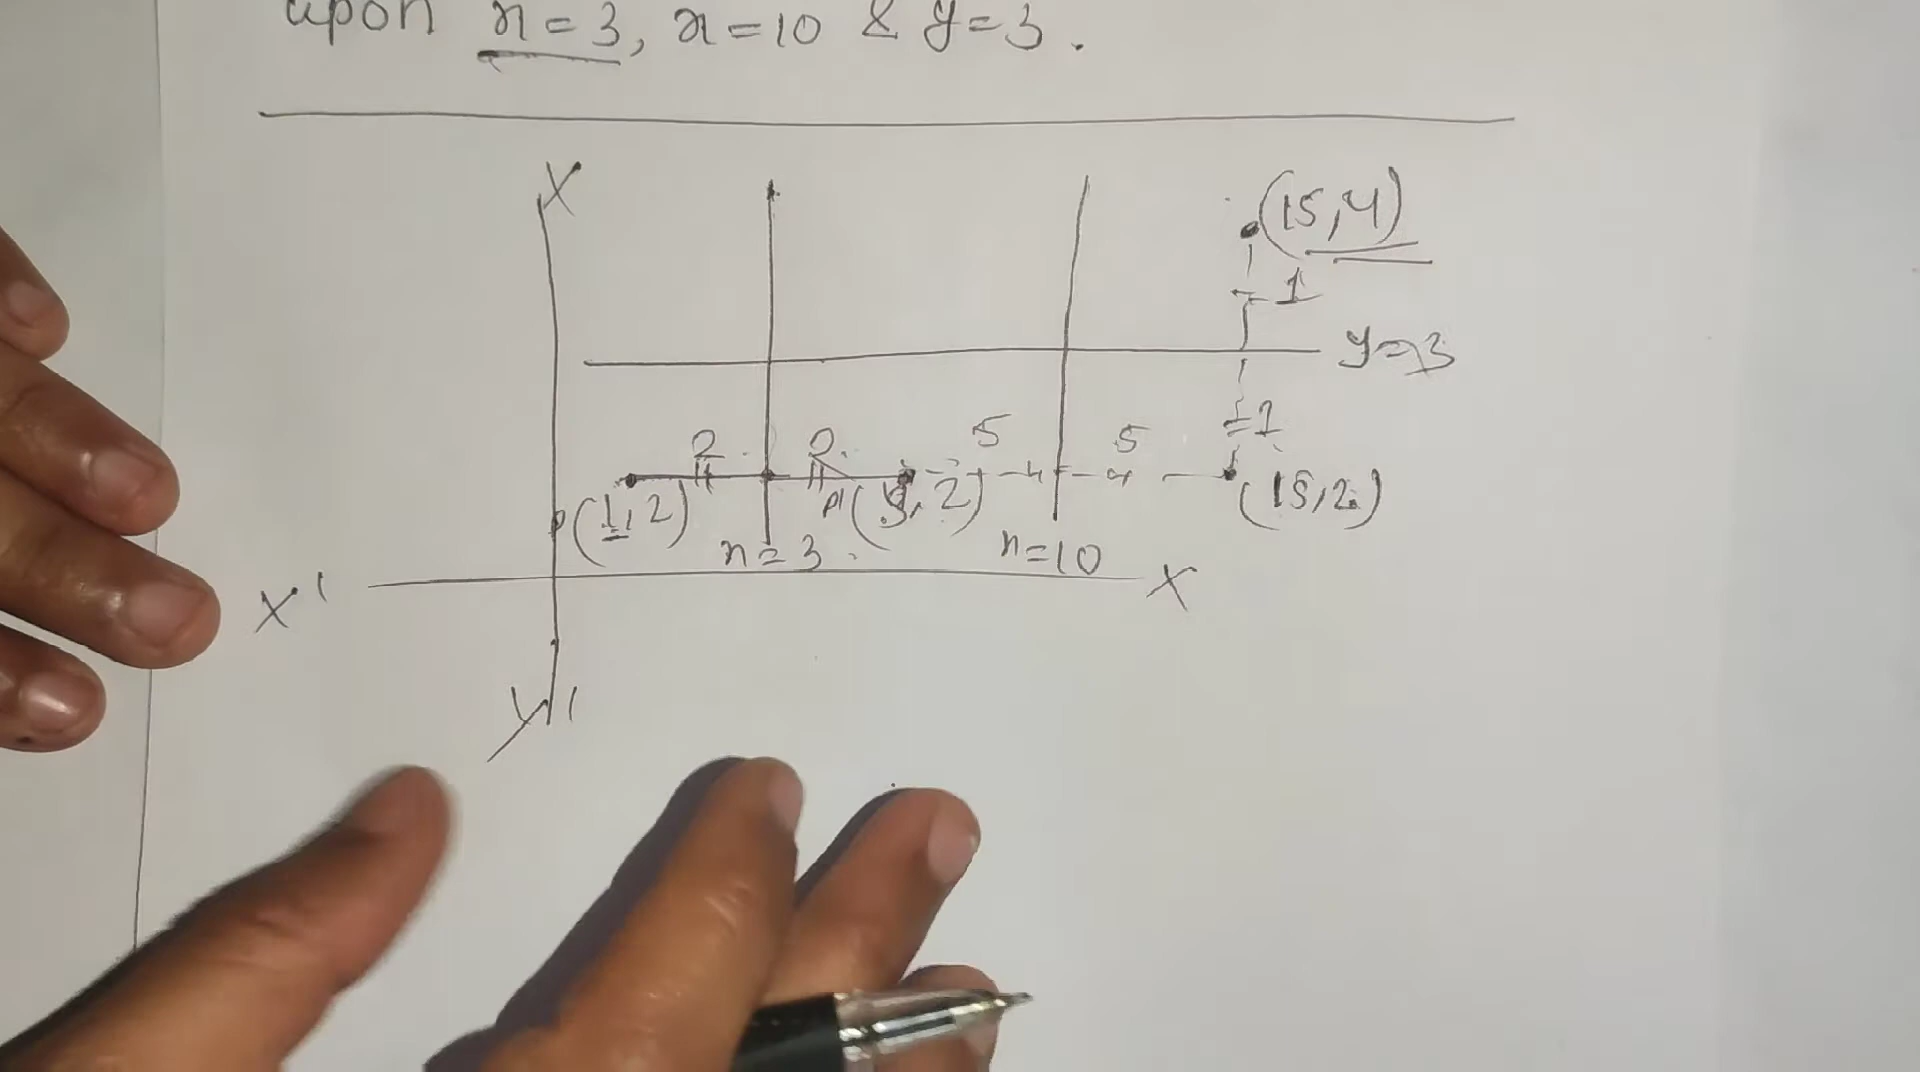 upon x=3, x=10 & y=3.
X
(15,4)
1
y=3
2 2 5 5 1
P(1,2) P'(5,2) (15,2)
x=3 x=10
X' X
Y'